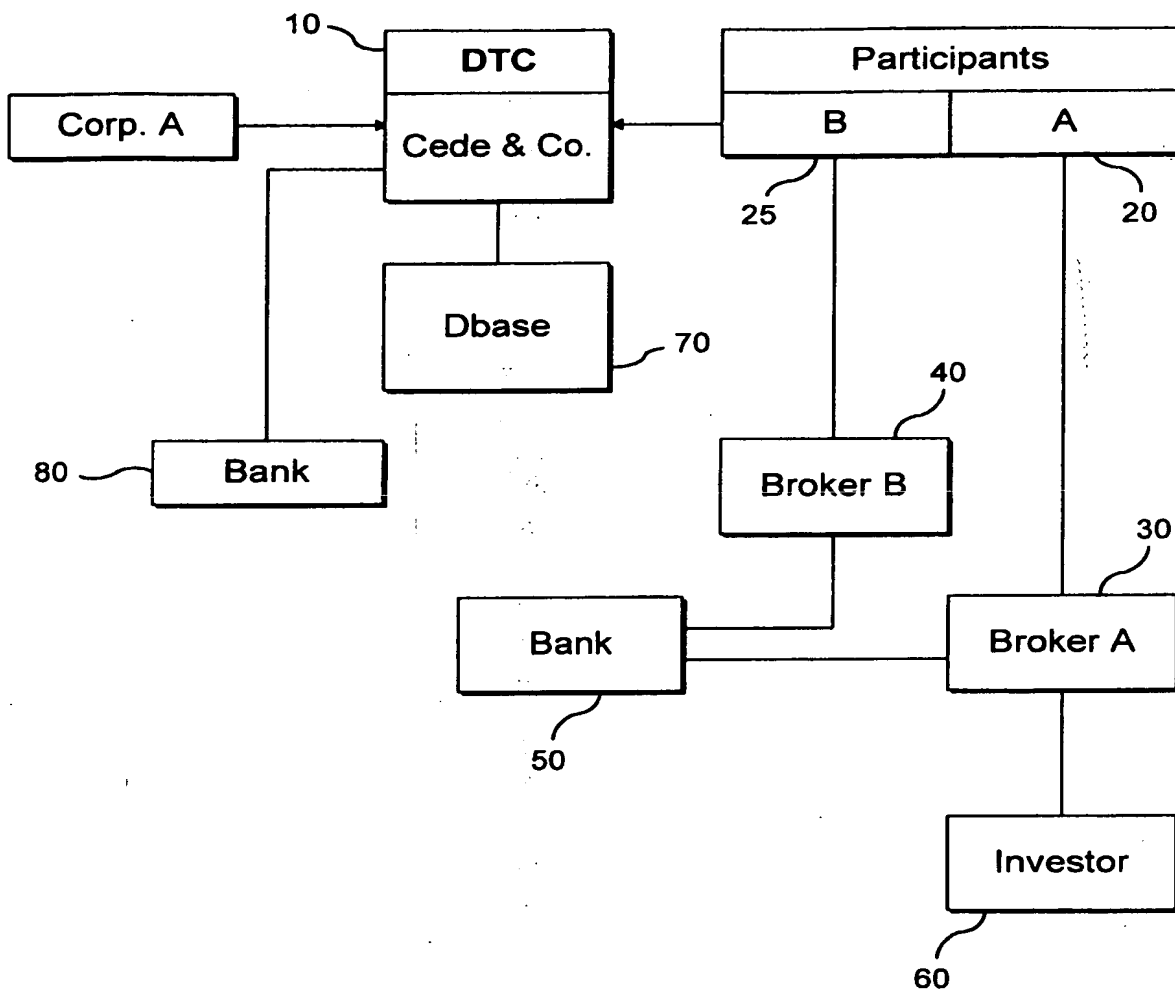 10
DTC
Participants
Corp. A
Cede & Co.
B
A
25
20
Dbase
70
40
80
Bank
Broker B
30
Bank
Broker A
50
Investor
60